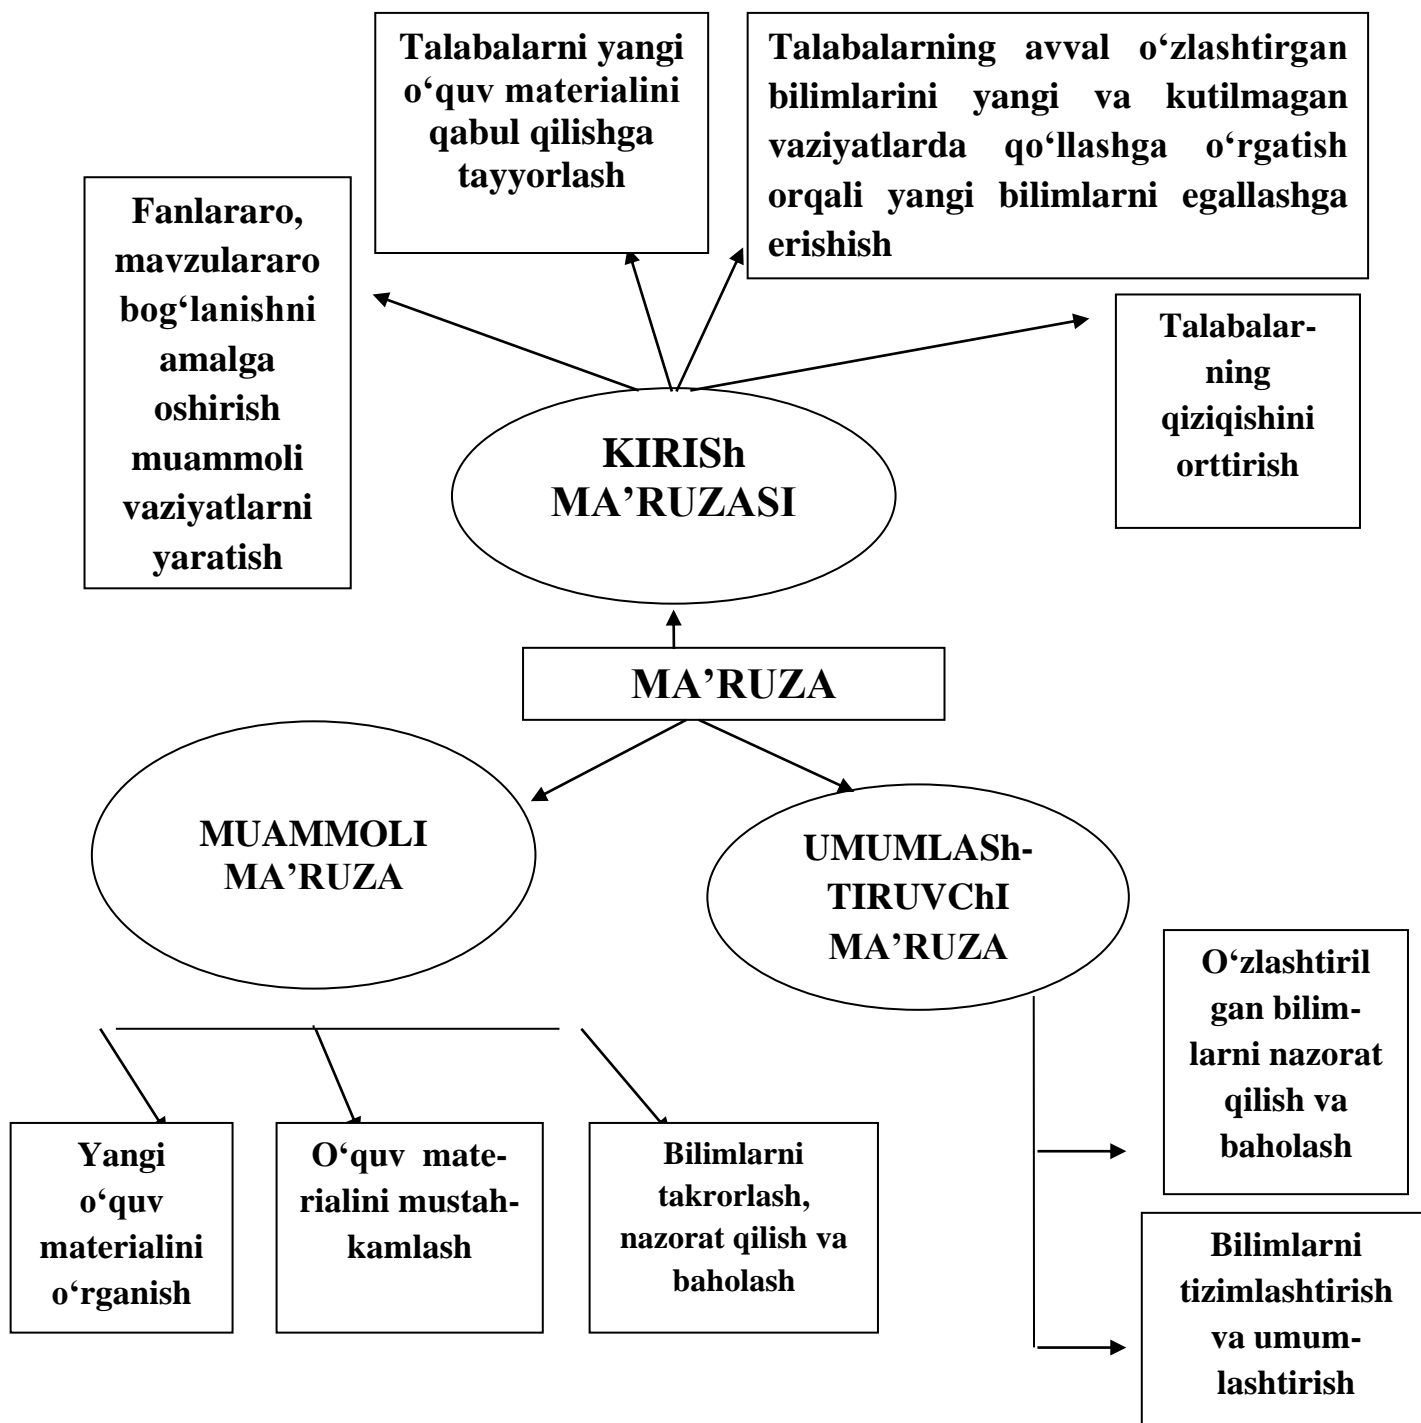 Talabalarni yangi
o‘quv materialini
qabul qilishga
tayyorlash
Talabalarning avval o‘zlashtirgan
bilimlarini yangi va kutilmagan
vaziyatlarda qo‘llashga o‘rgatish
orqali yangi bilimlarni egallashga
erishish
Fanlararo,
mavzulararo
bog‘lanishni
amalga
oshirish
muammoli
vaziyatlarni
yaratish
Talabalar-
ning
qiziqishini
orttirish
KIRISh
MA’RUZASI
MA’RUZA
MUAMMOLI
MA’RUZA
UMUMLASh-
TIRUVChI
MA’RUZA
O‘zlashtiril
gan bilim-
larni nazorat
qilish va
baholash
Yangi
o‘quv
materialini
o‘rganish
O‘quv mate-
rialini mustah-
kamlash
Bilimlarni
takrorlash,
nazorat qilish va
baholash
Bilimlarni
tizimlashtirish
va umum-
lashtirish